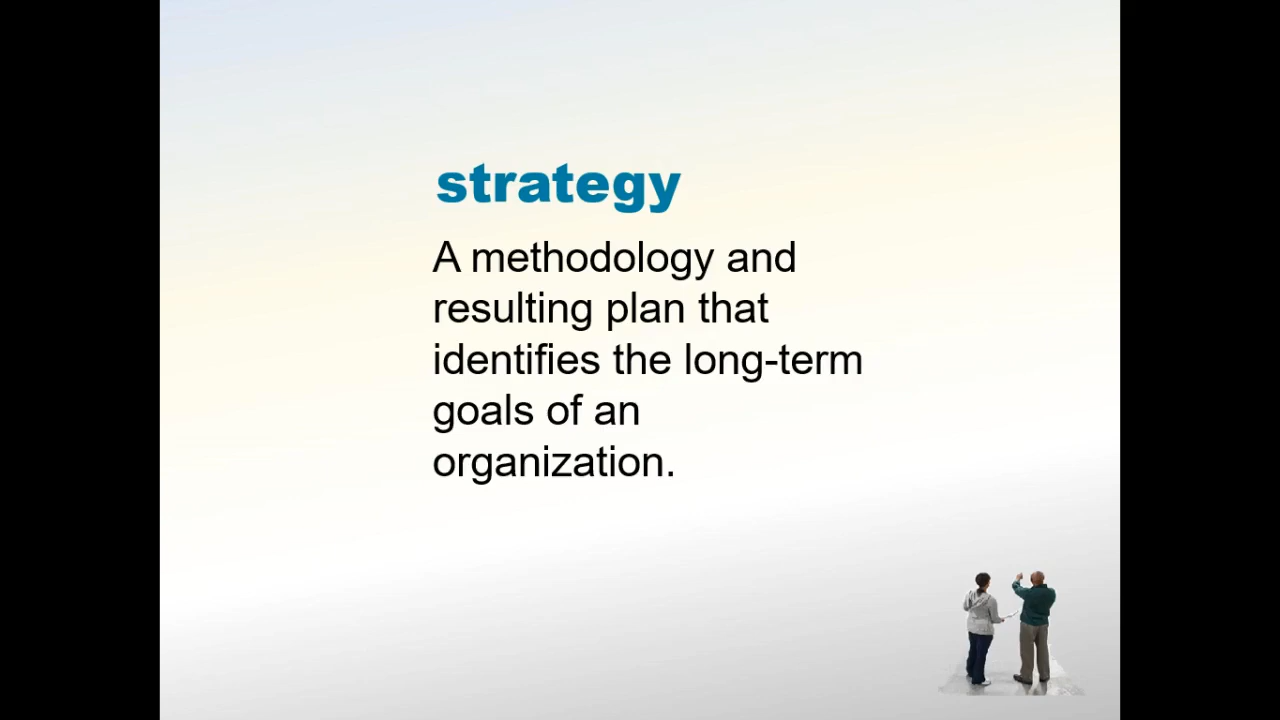 strategy
A methodology and
resulting plan that
identifies the long-term
goals of an
organization.